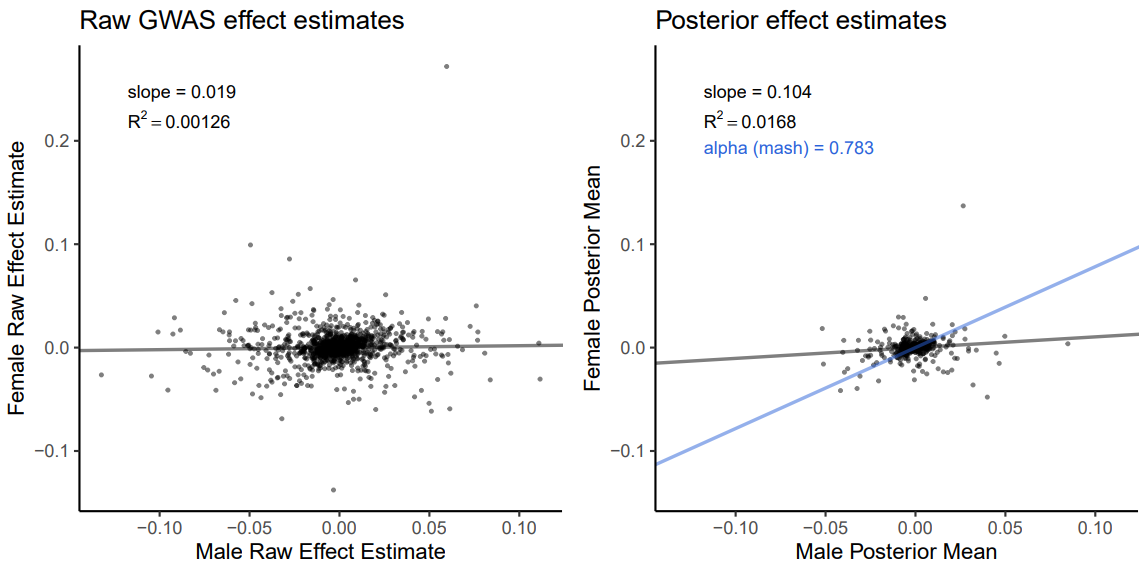 Raw GWAS effect estimates
slope = 0.019
R² = 0.00126
Female Raw Effect Estimate
0.2
0.1
0.0
−0.1
−0.10
−0.05
0.00
0.05
0.10
Male Raw Effect Estimate
Posterior effect estimates
slope = 0.104
R² = 0.0168
alpha (mash) = 0.783
Female Posterior Mean
0.2
0.1
0.0
−0.1
−0.10
−0.05
0.00
0.05
0.10
Male Posterior Mean